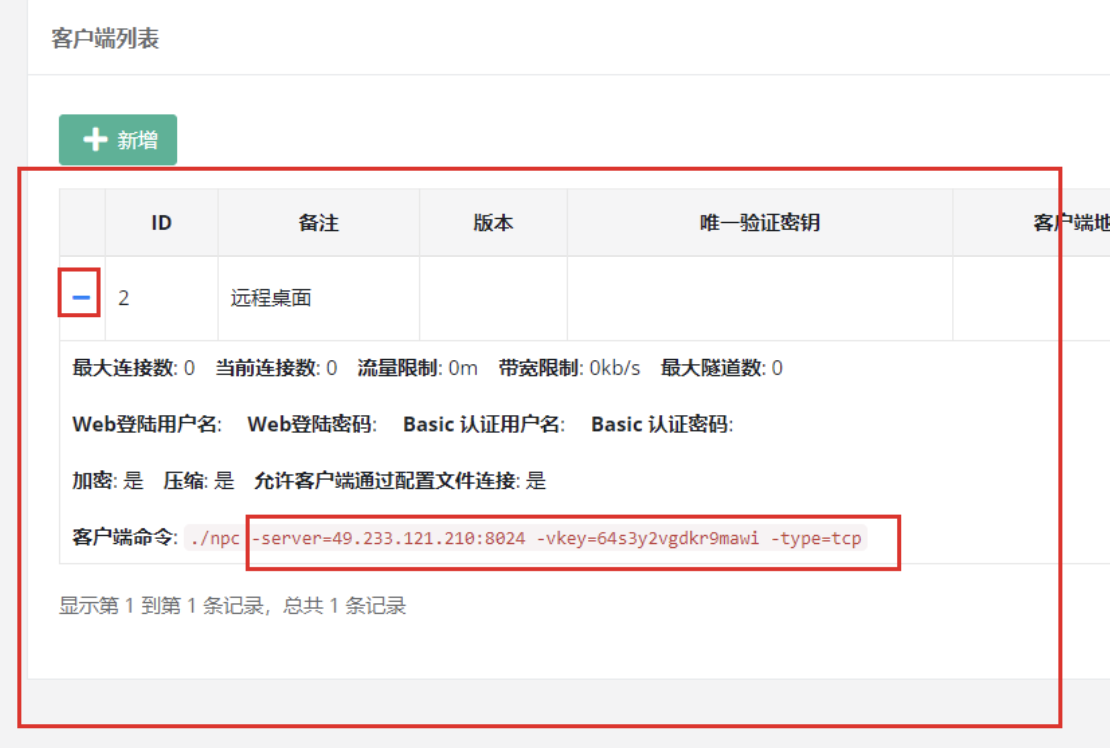 客户端列表
新增
ID 备注 版本 唯一验证密钥 客户端地
2 远程桌面
最大连接数: 0 当前连接数: 0 流量限制: 0m 带宽限制: 0kb/s 最大隧道数: 0
Web登陆用户名: Web登陆密码: Basic 认证用户名: Basic 认证密码:
加密: 是 压缩: 是 允许客户端通过配置文件连接: 是
客户端命令: ./npc -server=49.233.121.210:8024 -vkey=64s3y2vgdkr9mawi -type=tcp
显示第 1 到第 1 条记录，总共 1 条记录